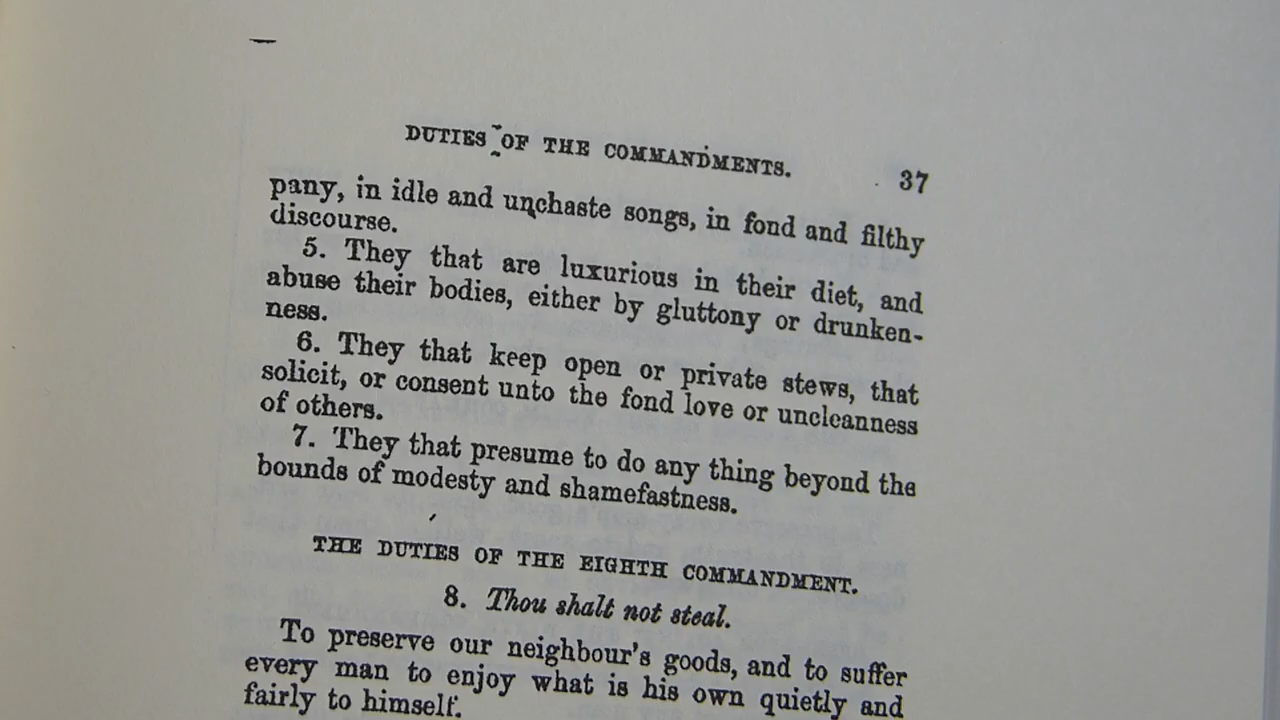 DUTIES OF THE COMMANDMENTS. 37
pany, in idle and unchaste songs, in fond and filthy
discourse.
5. They that are luxurious in their diet, and
abuse their bodies, either by gluttony or drunken-
ness.
6. They that keep open or private stews, that
solicit, or consent unto the fond love or uncleanness
of others.
7. They that presume to do any thing beyond the
bounds of modesty and shamefastness.
THE DUTIES OF THE EIGHTH COMMANDMENT.
8. Thou shalt not steal.
To preserve our neighbour's goods, and to suffer
every man to enjoy what is his own quietly and
fairly to himself.